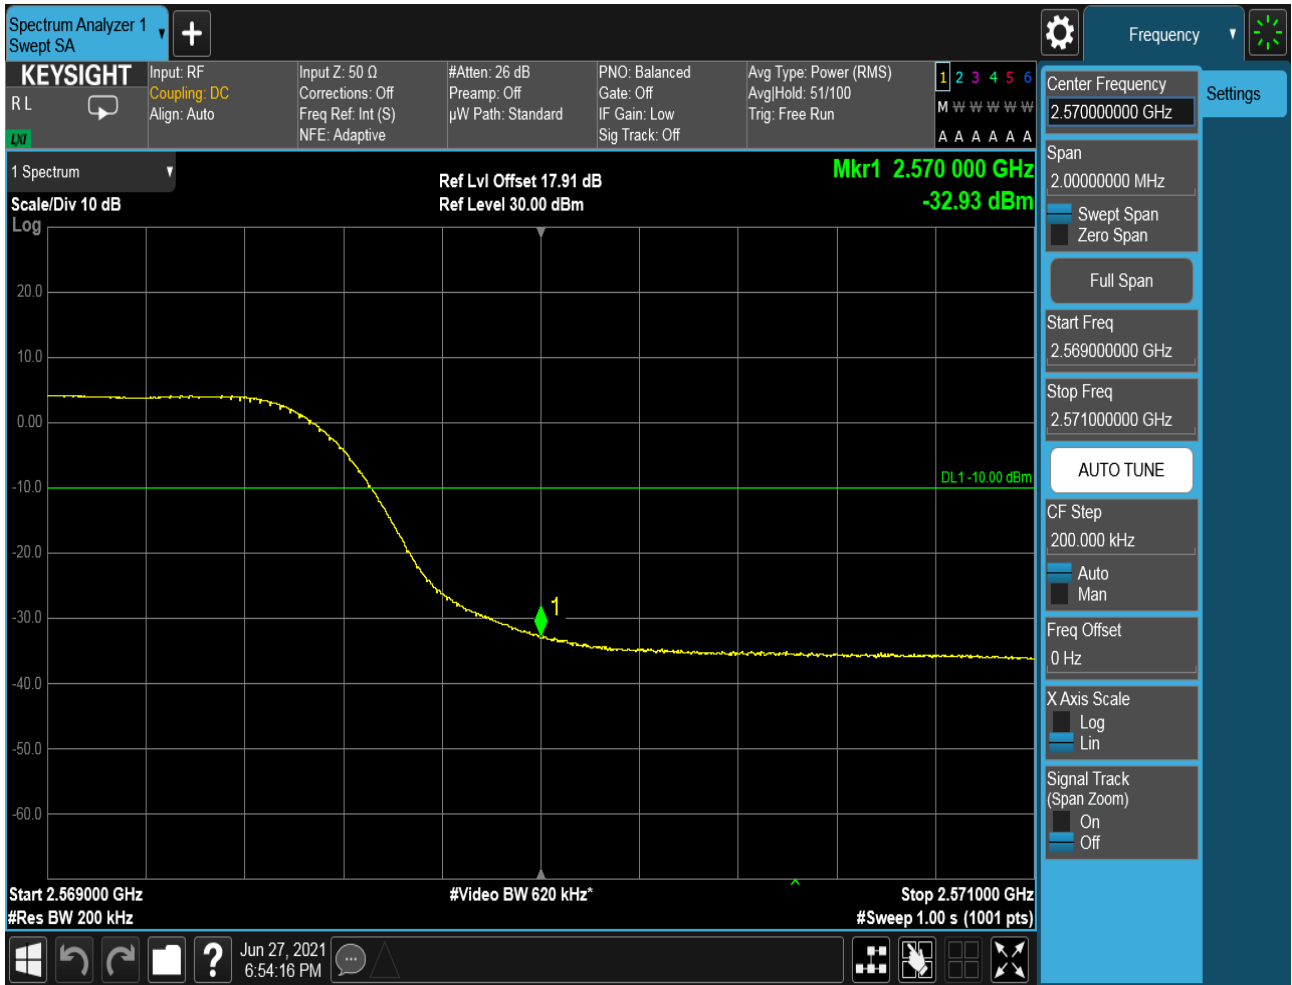 Spectrum Analyzer 1
Swept SA
Frequency
KEYSIGHT
R L
LXI
Input: RF
Coupling: DC
Align: Auto
Input Z: 50 Ω
Corrections: Off
Freq Ref: Int (S)
NFE: Adaptive
#Atten: 26 dB
Preamp: Off
µW Path: Standard
PNO: Balanced
Gate: Off
IF Gain: Low
Sig Track: Off
Avg Type: Power (RMS)
Avg|Hold: 51/100
Trig: Free Run
1 2 3 4 5 6
M W W W W W
A A A A A A
1 Spectrum
Scale/Div 10 dB
Log
Ref Lvl Offset 17.91 dB
Ref Level 30.00 dBm
Mkr1 2.570 000 GHz
-32.93 dBm
20.0
10.0
0.00
-10.0
-20.0
-30.0
-40.0
-50.0
-60.0
DL1 -10.00 dBm
1
Start 2.569000 GHz
#Res BW 200 kHz
#Video BW 620 kHz*
Stop 2.571000 GHz
#Sweep 1.00 s (1001 pts)
Jun 27, 2021
6:54:16 PM
Center Frequency
2.570000000 GHz
Settings
Span
2.00000000 MHz
Swept Span
Zero Span
Full Span
Start Freq
2.569000000 GHz
Stop Freq
2.571000000 GHz
AUTO TUNE
CF Step
200.000 kHz
Auto
Man
Freq Offset
0 Hz
X Axis Scale
Log
Lin
Signal Track
(Span Zoom)
On
Off